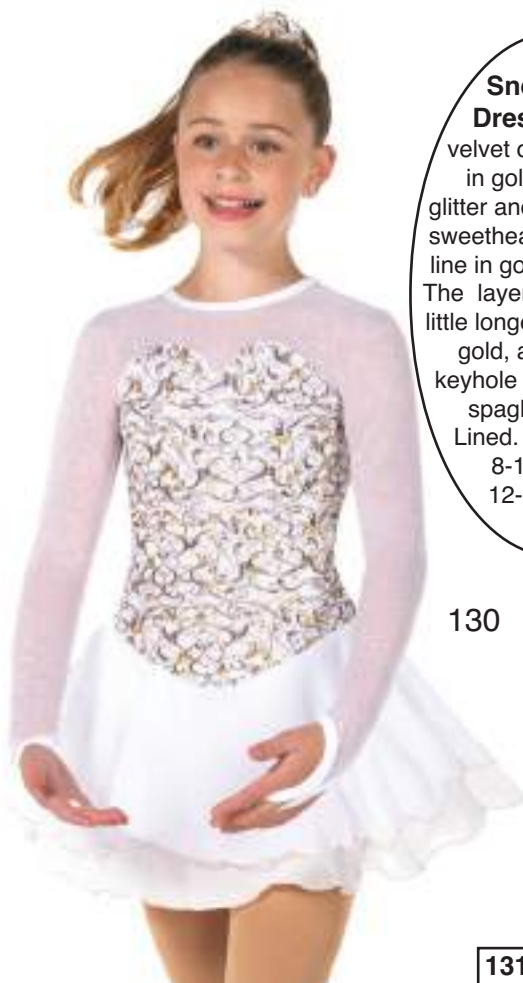 Sn
Dres
velvet
in gol
glitter and
sweethea
line in go
The layer
little longe
gold, a
keyhole
spagh
Lined.
8-1
12-
130
131